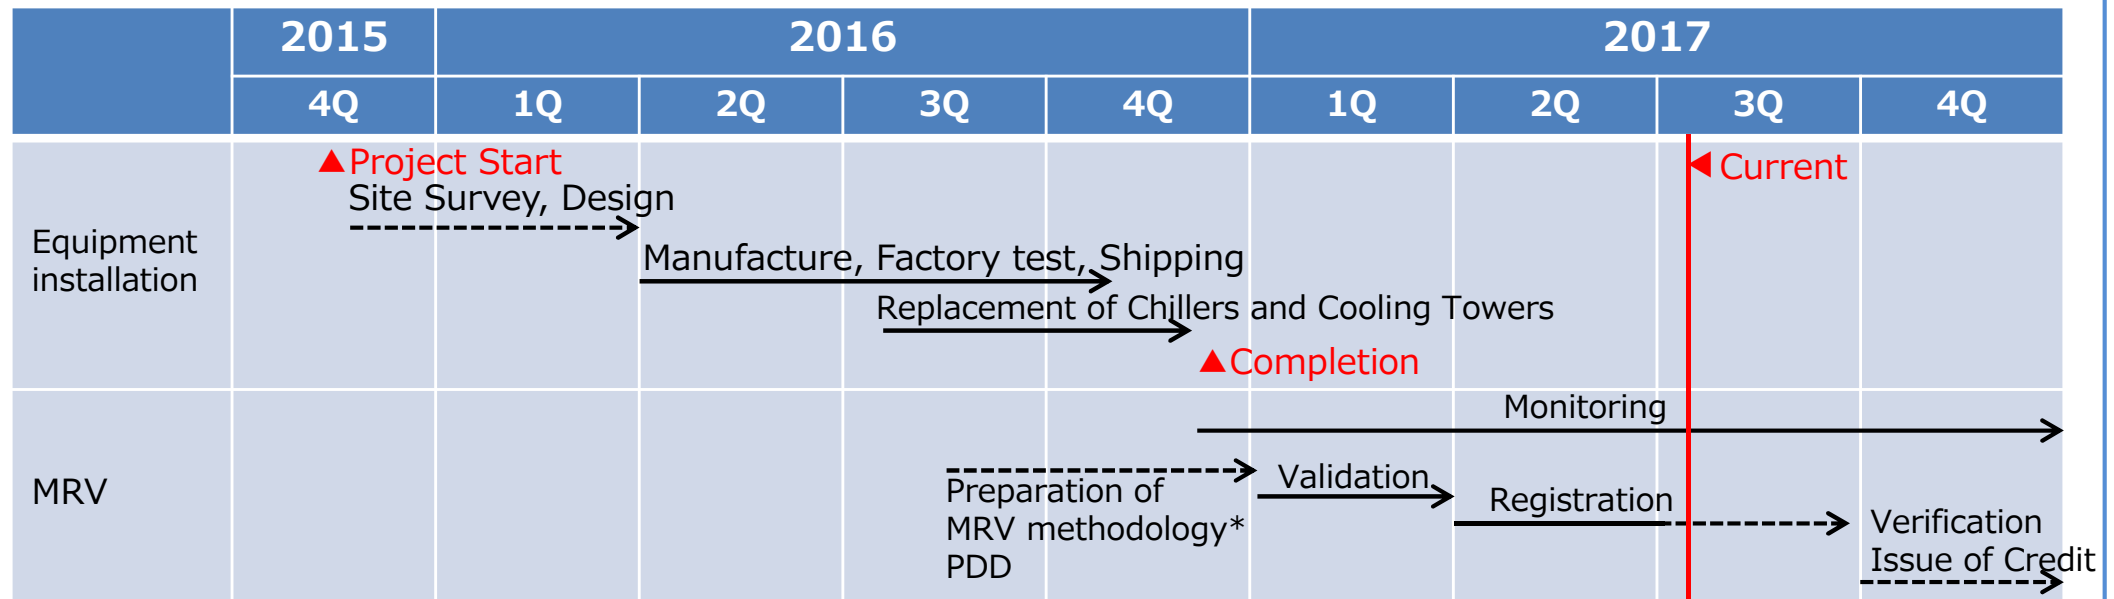 2015 2016 2017
4Q 1Q 2Q 3Q 4Q 1Q 2Q 3Q 4Q
▲Project Start
◀Current
Site Survey, Design
Equipment
installation
Manufacture, Factory test, Shipping
Replacement of Chillers and Cooling Towers
▲Completion
Monitoring
MRV
Preparation of
MRV methodology*
PDD
Validation
Registration
Verification
Issue of Credit